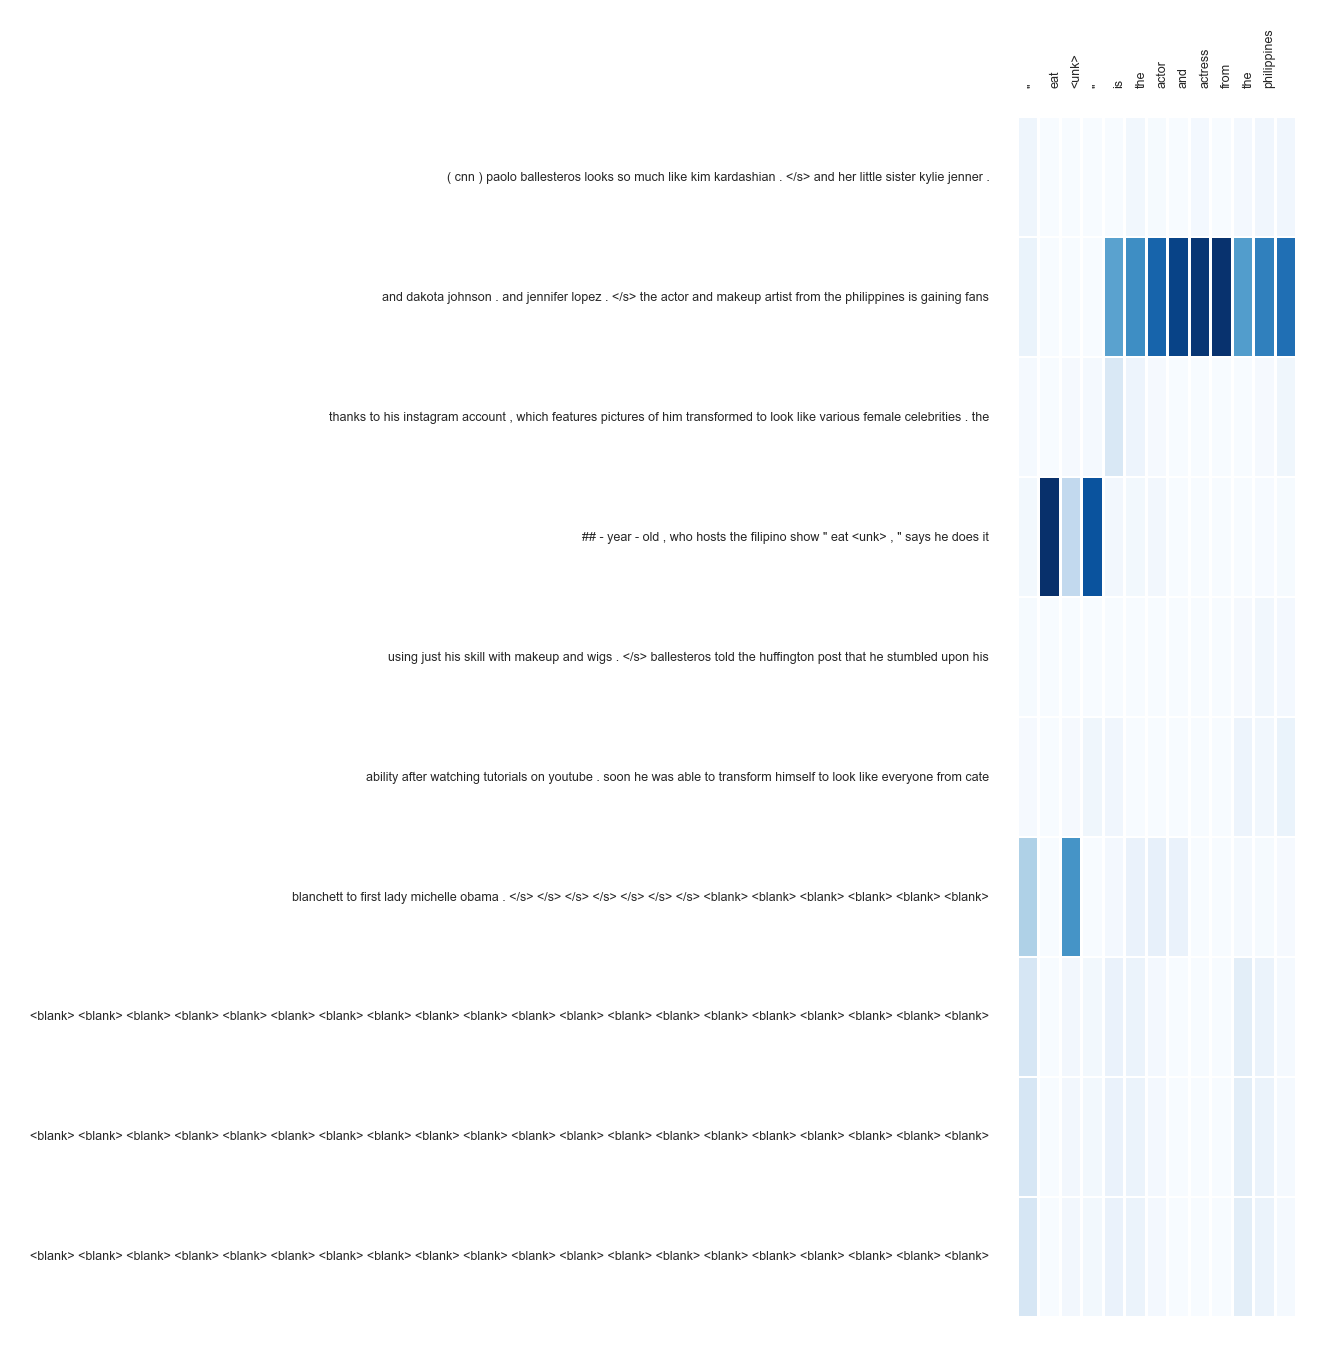 " eat <unk> " is the actor and actress from the philippines
( cnn ) paolo ballesteros looks so much like kim kardashian . </s> and her little sister kylie jenner .
and dakota johnson . and jennifer lopez . </s> the actor and makeup artist from the philippines is gaining fans
thanks to his instagram account , which features pictures of him transformed to look like various female celebrities . the
## - year - old , who hosts the filipino show " eat <unk> , " says he does it
using just his skill with makeup and wigs . </s> ballesteros told the huffington post that he stumbled upon his
ability after watching tutorials on youtube . soon he was able to transform himself to look like everyone from cate
blanchett to first lady michelle obama . </s> </s> </s> </s> </s> </s> </s> <blank> <blank> <blank> <blank> <blank> <blank>
<blank> <blank> <blank> <blank> <blank> <blank> <blank> <blank> <blank> <blank> <blank> <blank> <blank> <blank> <blank> <blank> <blank> <blank> <blank> <blank>
<blank> <blank> <blank> <blank> <blank> <blank> <blank> <blank> <blank> <blank> <blank> <blank> <blank> <blank> <blank> <blank> <blank> <blank> <blank> <blank>
<blank> <blank> <blank> <blank> <blank> <blank> <blank> <blank> <blank> <blank> <blank> <blank> <blank> <blank> <blank> <blank> <blank> <blank> <blank> <blank>